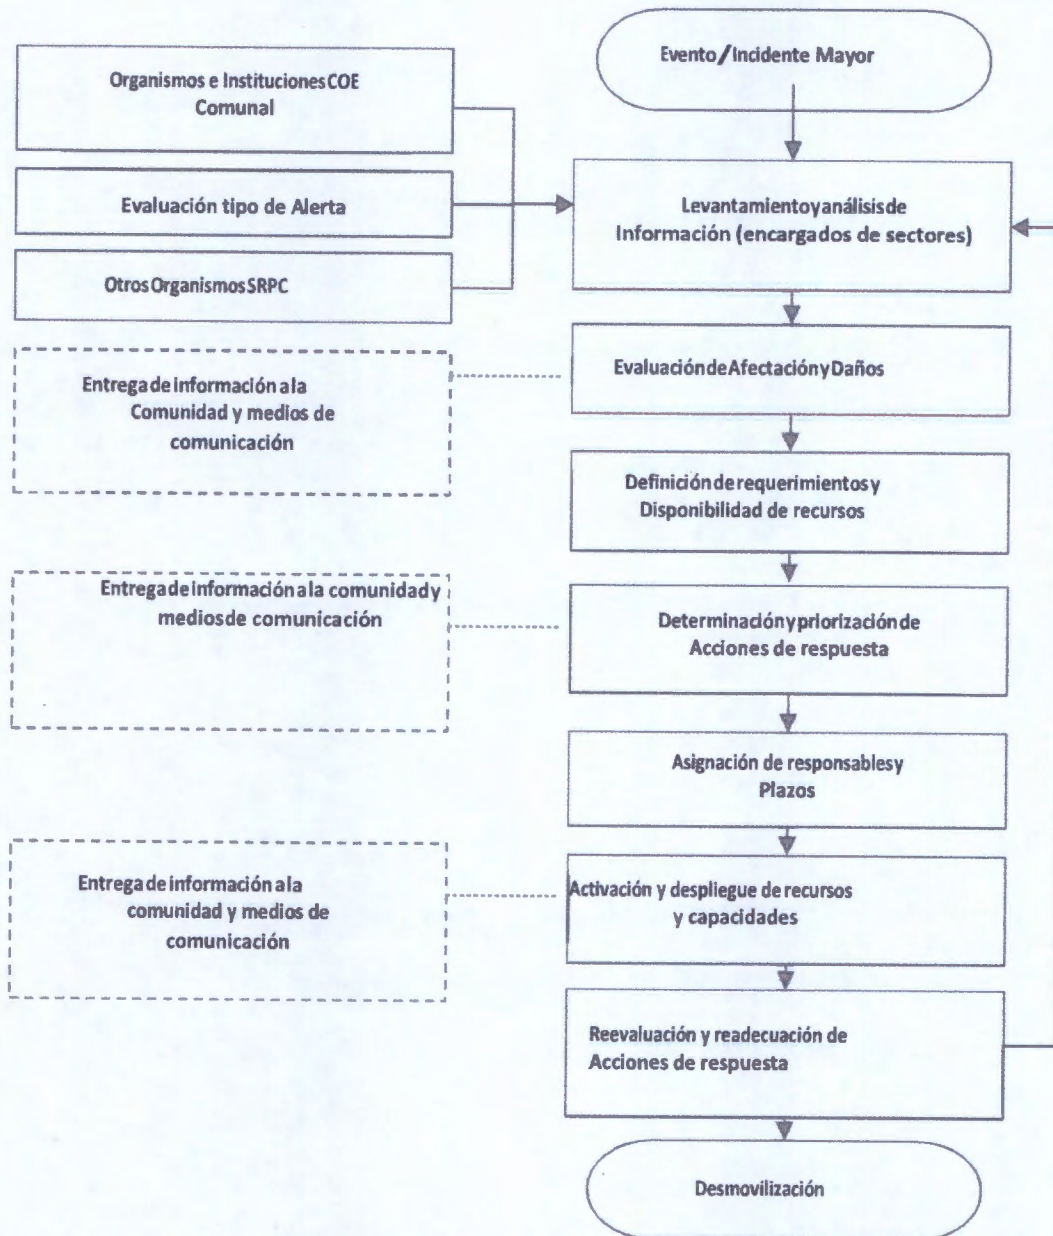 Evento/Incidente Mayor
Organismos e Instituciones COE
Comunal
Evaluación tipo de Alerta
Otros Organismos SRPC
Levantamiento y análisis de
Información (encargados de sectores)
Evaluación de Afectación y Daños
Entrega de información a la
Comunidad y medios de
comunicación
Definición de requerimientos y
Disponibilidad de recursos
Entrega de información a la comunidad y
medios de comunicación
Determinación y priorización de
Acciones de respuesta
Asignación de responsables y
Plazos
Entrega de información a la
comunidad y medios de
comunicación
Activación y despliegue de recursos
y capacidades
Reevaluación y readecuación de
Acciones de respuesta
Desmovilización